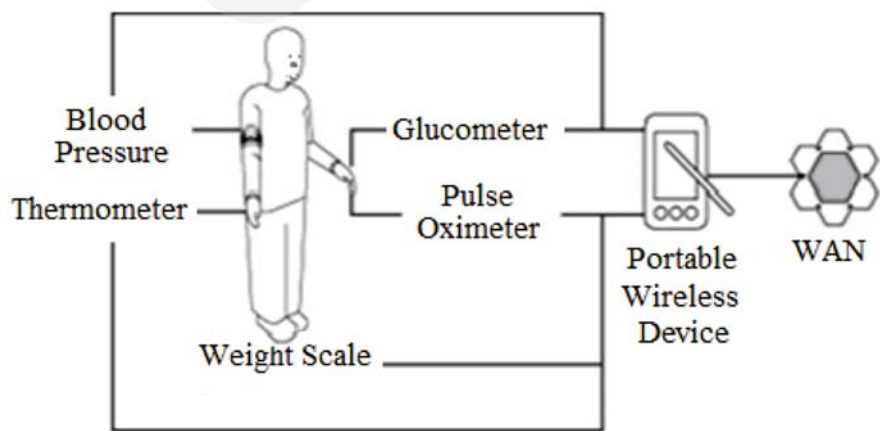 Blood
Pressure
Thermometer
Glucometer
Pulse
Oximeter
Weight Scale
Portable
Wireless
Device
WAN